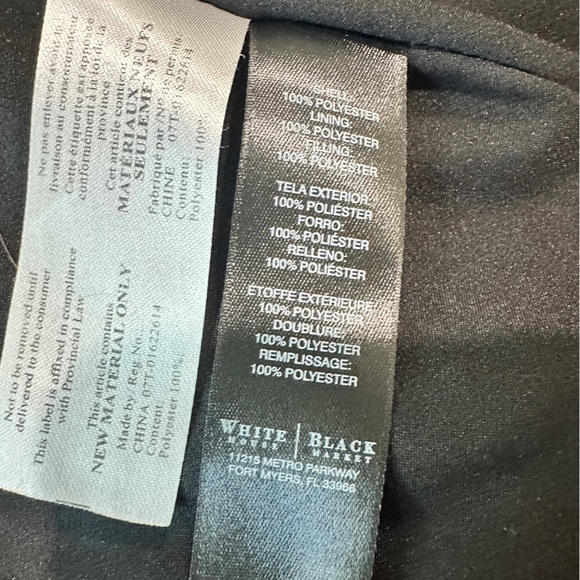 Ne pas enlever avant la
livraison au consommateur
Cette étiquette est apposée
conformément à la loi de la
province
Cet article contient des
MATÉRIAUX NEUFS
SEULEMENT
Fabriqué par: No de permis.
CHINE 07T-01622614
Contenu:
Polyester 100%
Not to be removed until
delivered to the consumer
This label is affixed in compliance
with Provincial Law
This article contains
NEW MATERIAL ONLY
Made by: Reg No.
CHINA 07T-01622614
Content
Polyester 100%
SHELL:
100% POLYESTER
LINING:
100% POLYESTER
FILLING:
100% POLYESTER
TELA EXTERIOR:
100% POLIÉSTER
FORRO:
100% POLIÉSTER
RELLENO:
100% POLIÉSTER
ÉTOFFE EXTÉRIEURE:
100% POLYESTER
DOUBLURE:
100% POLYESTER
REMPLISSAGE:
100% POLYESTER
WHITE | BLACK
HOUSE | MARKET
11215 METRO PARKWAY
FORT MYERS, FL 33966